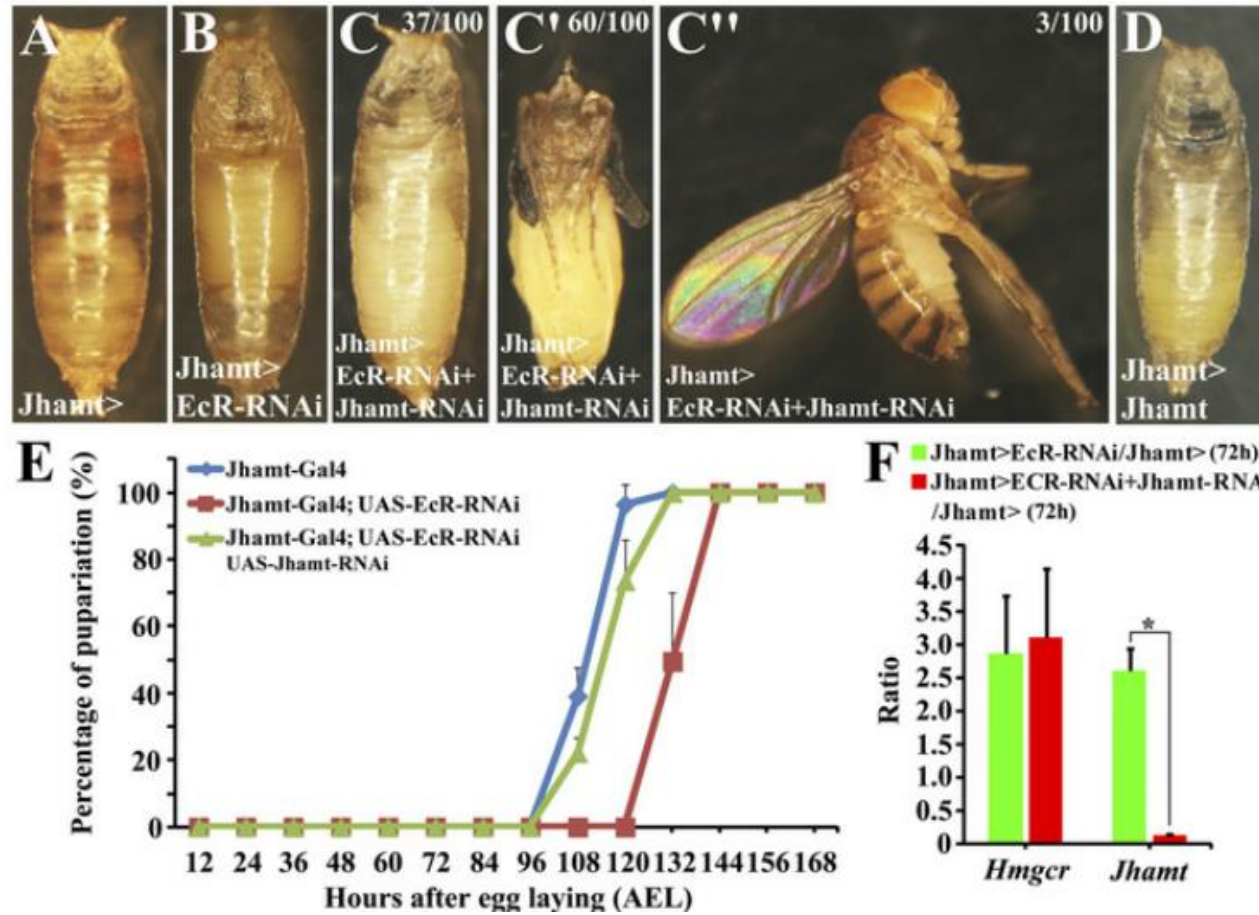 A
Jhamt>
B
Jhamt>
EcR-RNAi
C
37/100
Jhamt>
EcR-RNAi+
Jhamt-RNAi
C'
60/100
Jhamt>
EcR-RNAi+
Jhamt-RNAi
C''
3/100
Jhamt>
EcR-RNAi+Jhamt-RNAi
D
Jhamt>
Jhamt
E
Jhamt-Gal4
Jhamt-Gal4; UAS-EcR-RNAi
Jhamt-Gal4; UAS-EcR-RNAi
UAS-Jhamt-RNAi
Percentage of pupariation (%)
100
80
60
40
20
0
12 24 36 48 60 72 84 96 108 120 132 144 156 168
Hours after egg laying (AEL)
F
Jhamt>EcR-RNAi/Jhamt> (72h)
Jhamt>ECR-RNAi+Jhamt-RNA
/Jhamt> (72h)
Ratio
4.5
3.5
4.0
3.0
2.5
2.0
1.0
1.0
0.5
0
*
Hmgcr Jhamt